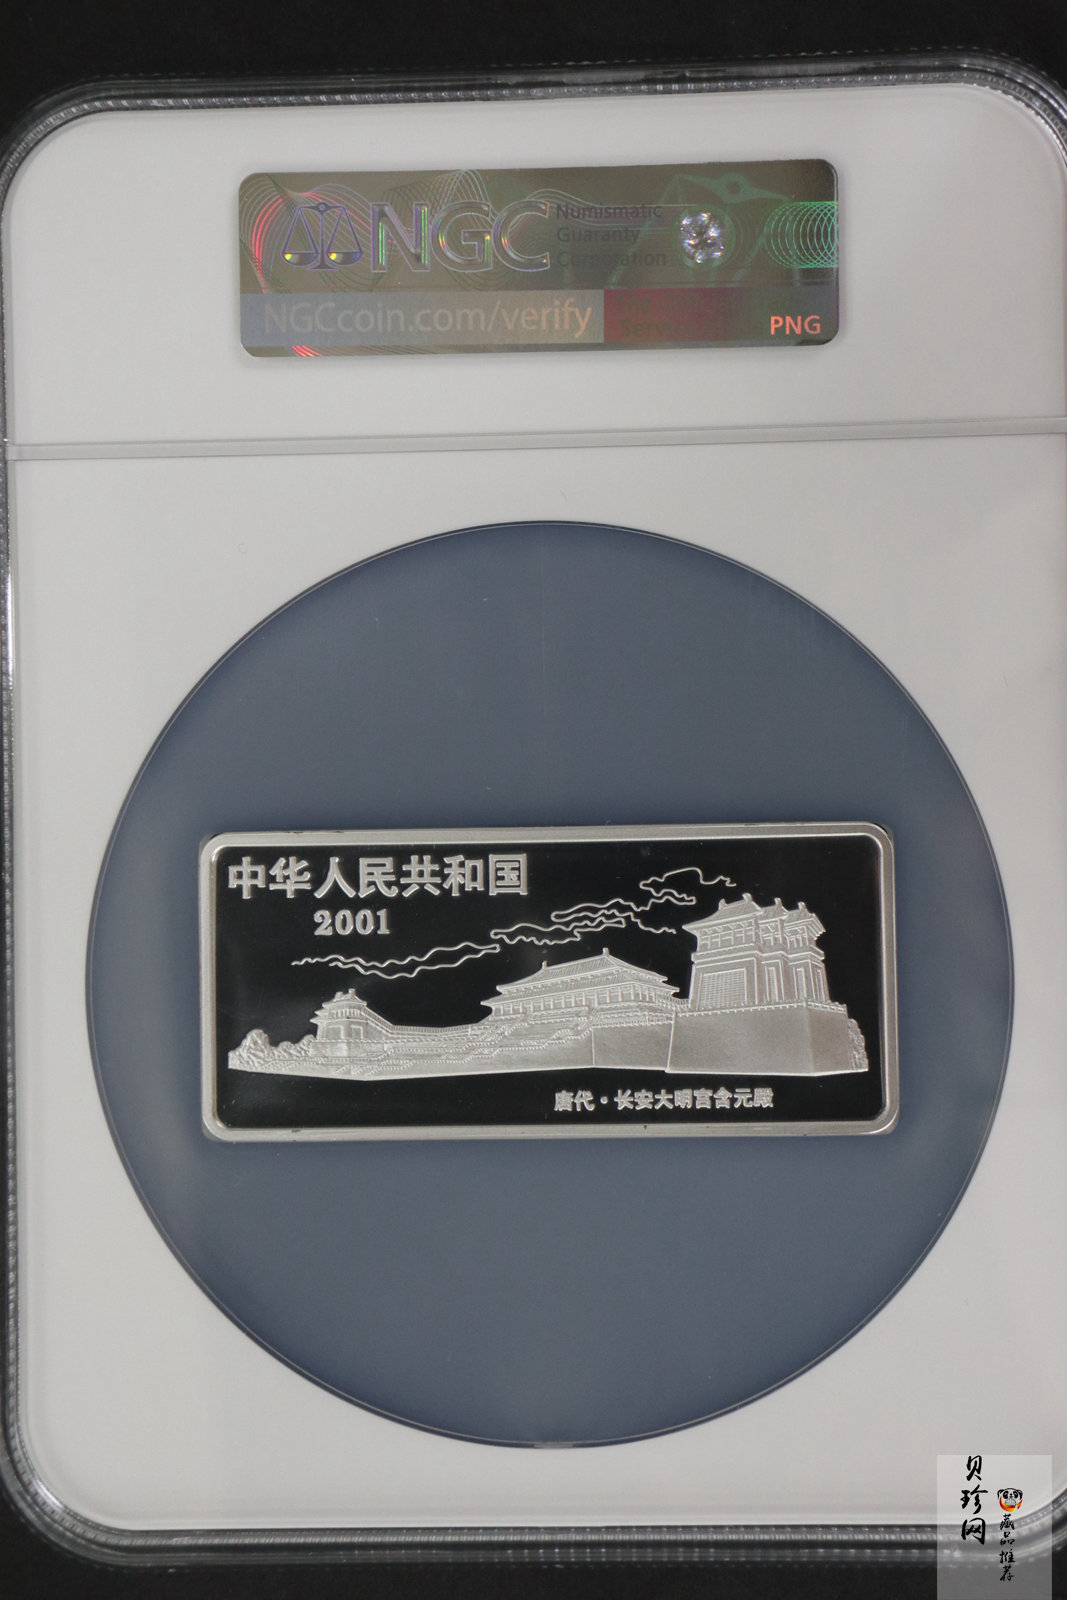 NGC
Numismatic
Guaranty
Corporation
NGCcoin.com/verify
PNG
中华人民共和国
2001
唐代·长安大明宫含元殿
贝珍网
藏品推荐